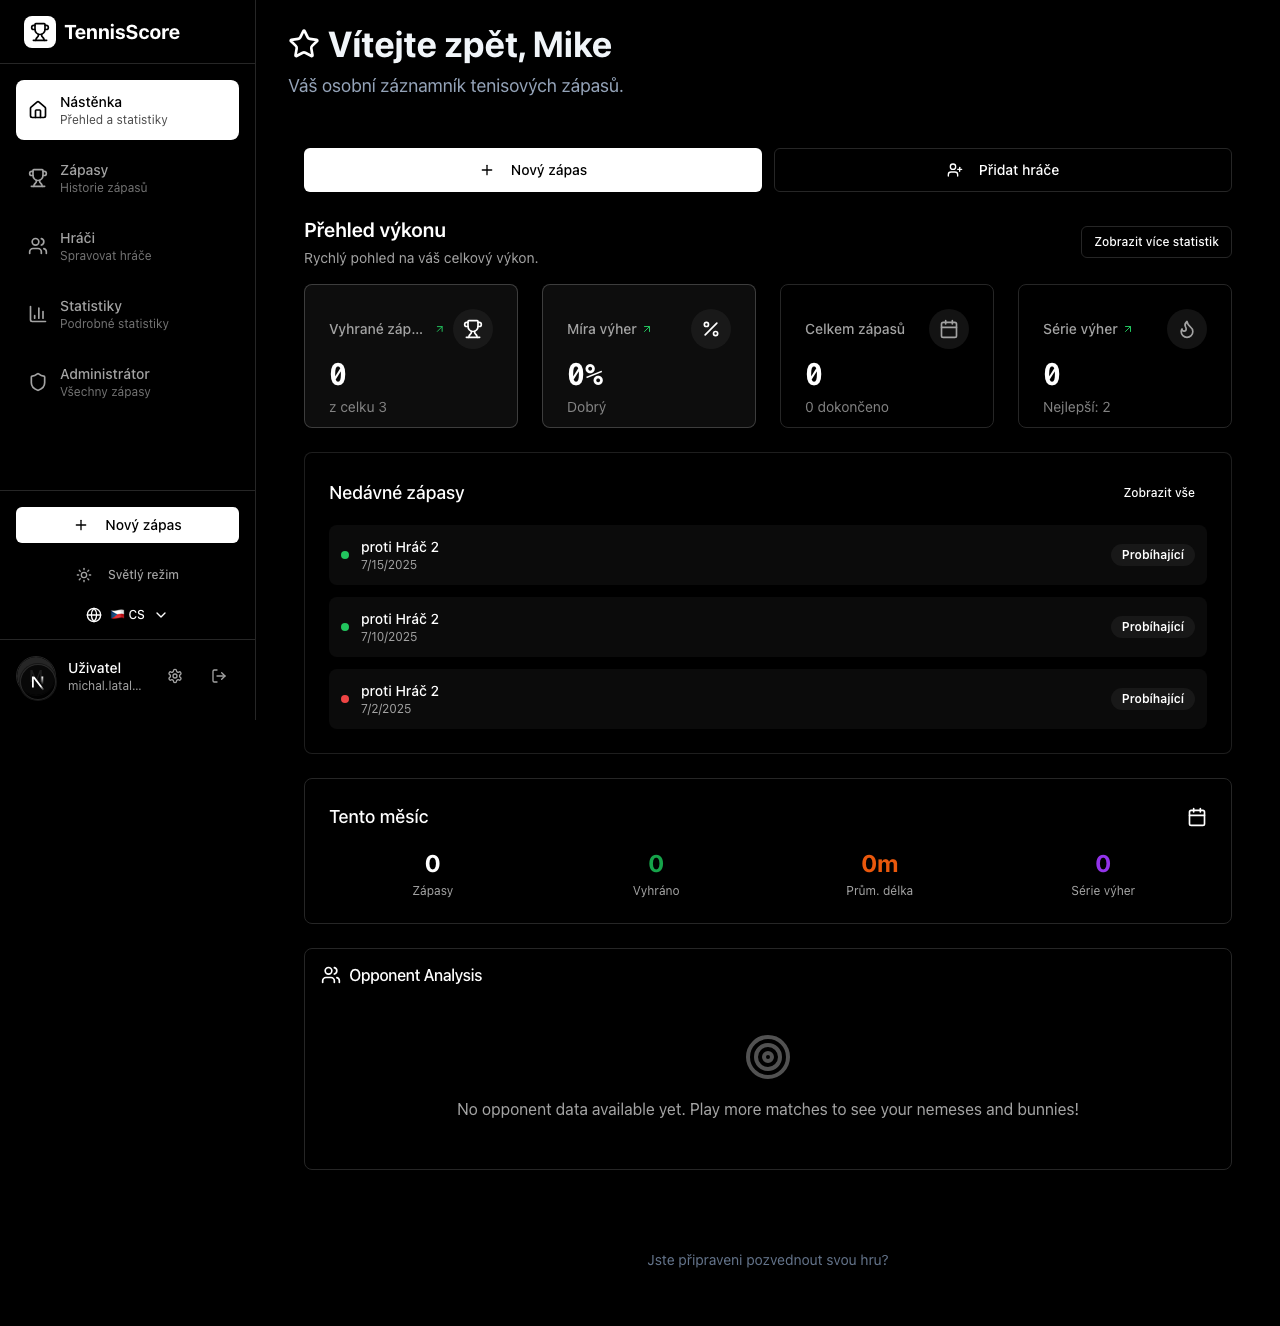 TennisScore
Nástěnka
Přehled a statistiky
Zápasy
Historie zápasů
Hráči
Spravovat hráče
Statistiky
Podrobné statistiky
Administrátor
Všechny zápasy
Nový zápas
Světlý režim
🇨🇿 CS
Uživatel
michal.latal...
N
Vítejte zpět, Mike
Váš osobní záznamník tenisových zápasů.
Nový zápas
Přidat hráče
Přehled výkonu
Rychlý pohled na váš celkový výkon.
Zobrazit více statistik
Vyhrané záp...
0
z celku 3
Míra výher
0%
Dobrý
Celkem zápasů
0
0 dokončeno
Série výher
0
Nejlepší: 2
Nedávné zápasy
Zobrazit vše
proti Hráč 2
7/15/2025
Probíhající
proti Hráč 2
7/10/2025
Probíhající
proti Hráč 2
7/2/2025
Probíhající
Tento měsíc
0
Zápasy
0
Vyhráno
0m
Prům. délka
0
Série výher
Opponent Analysis
No opponent data available yet. Play more matches to see your nemeses and bunnies!
Jste připraveni pozvednout svou hru?